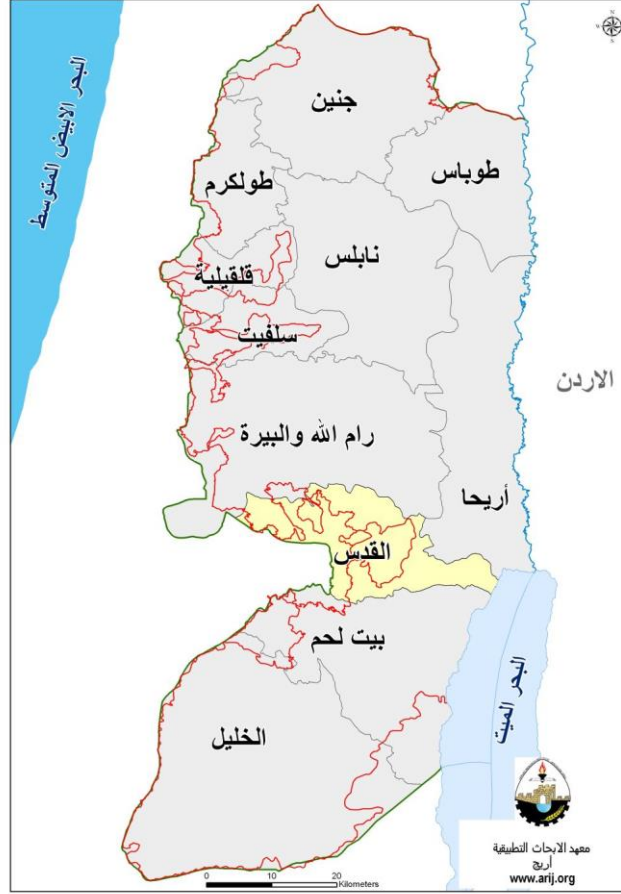 جنين
طوباس
طولكرم
البحر الابيض المتوسط
نابلس
قلقيلية
سلفيت
الاردن
رام الله والبيرة
أريحا
القدس
بيت لحم
البحر الميت
الخليل
معهد الابحاث التطبيقية
أريج
www.arij.org
0 10 20
Kilometers